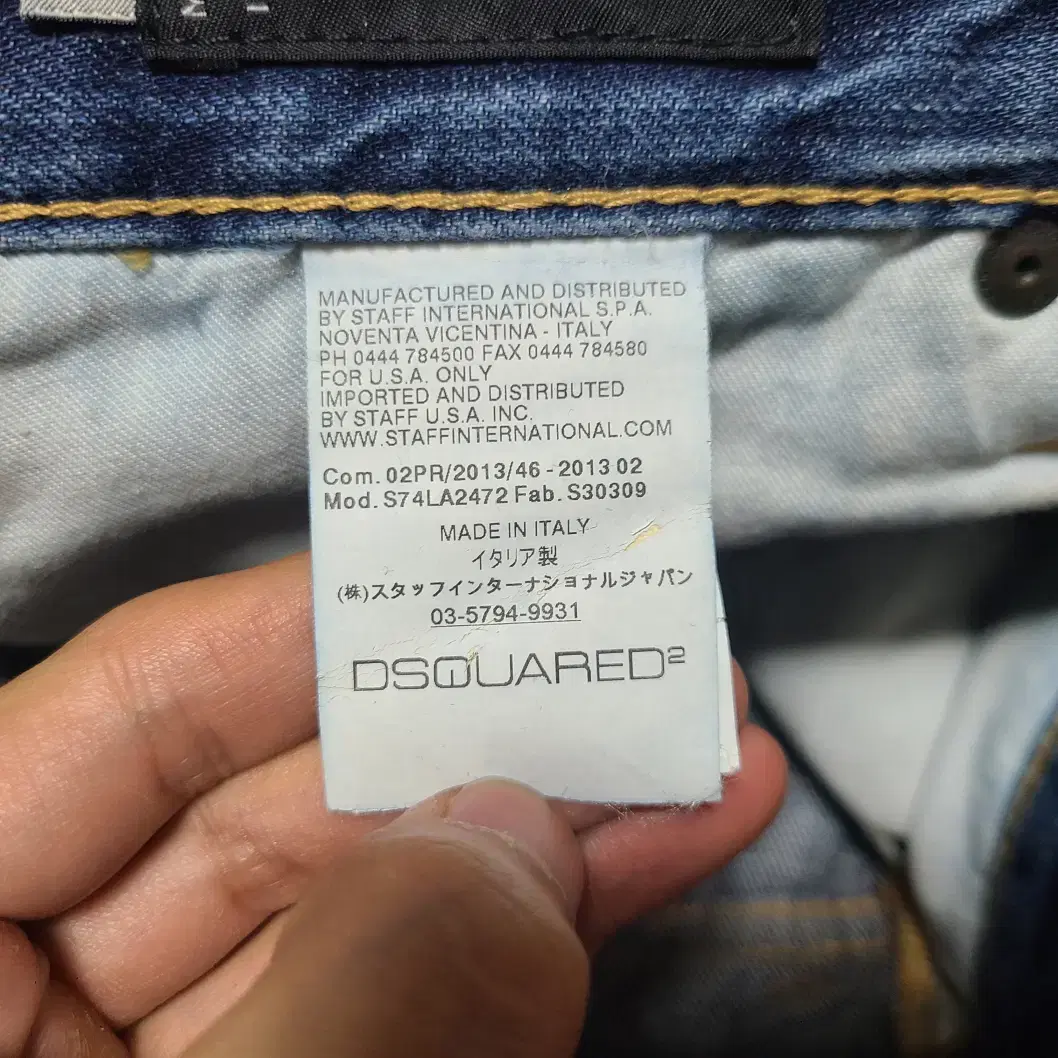 MANUFACTURED AND DISTRIBUTED
BY STAFF INTERNATIONAL S.P.A.
NOVENTA VICENTINA - ITALY
PH 0444 784500 FAX 0444 784580
FOR U.S.A. ONLY
IMPORTED AND DISTRIBUTED
BY STAFF U.S.A. INC.
WWW.STAFFINTERNATIONAL.COM
Com. 02PR/2013/46 - 2013 02
Mod. S74LA2472 Fab. S30309
MADE IN ITALY
イタリア製
(株)スタッフインターナショナルジャパン
03-5794-9931
DSQUARED²